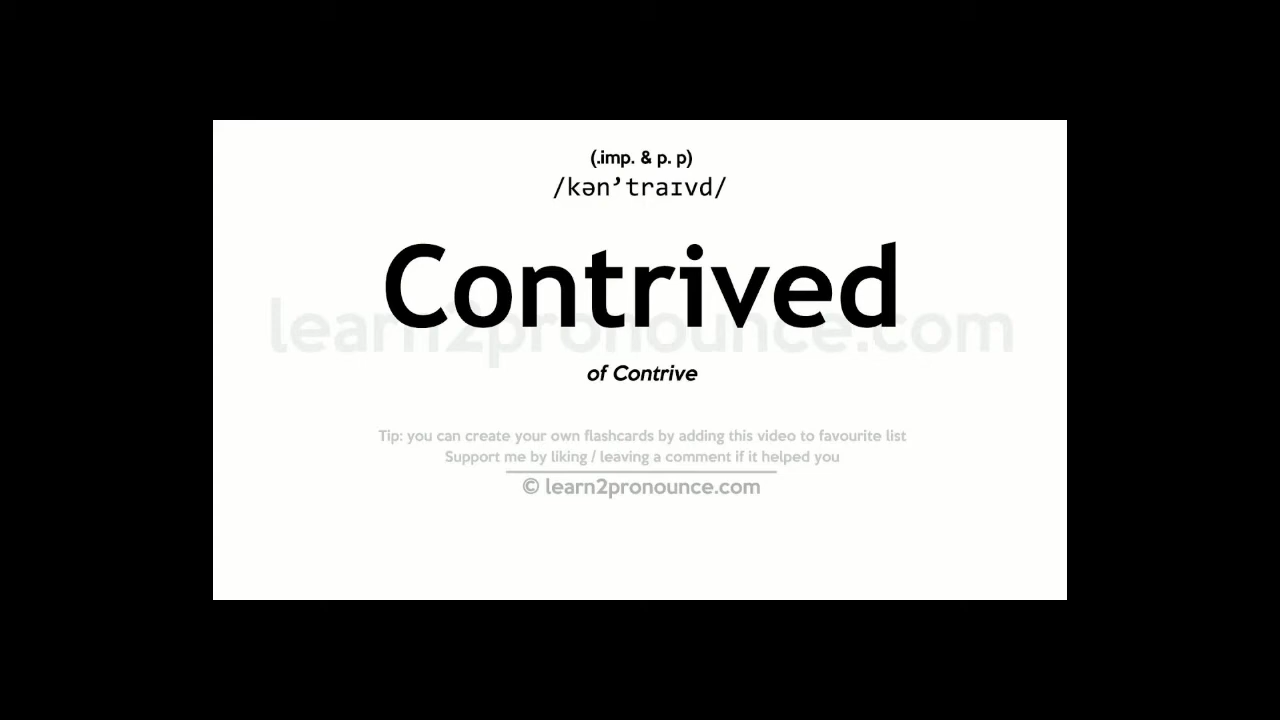 (.imp. & p. p)
/kən’traɪvd/
Contrived
learn2pronounce.com
of Contrive
Tip: you can create your own flashcards by adding this video to favourite list
Support me by liking / leaving a comment if it helped you
© learn2pronounce.com